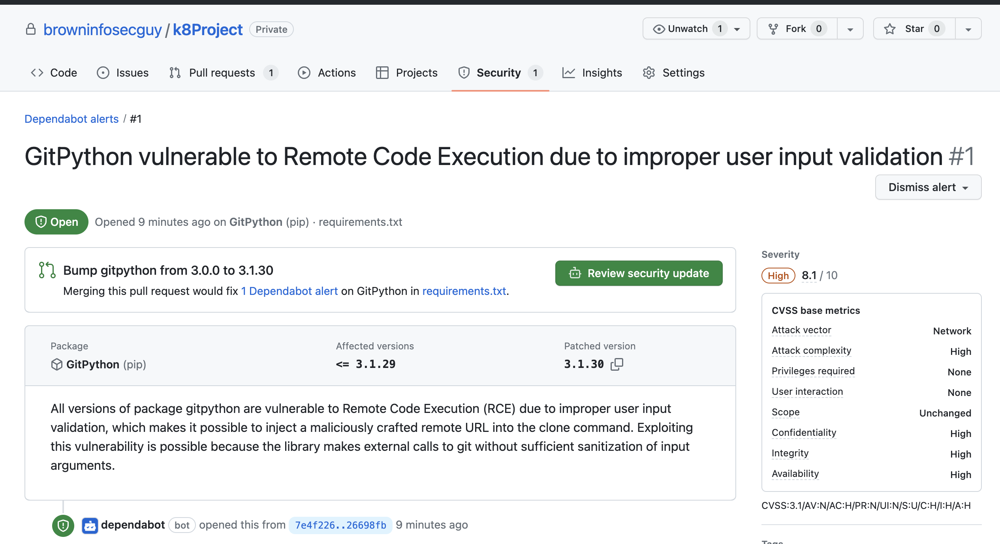 browninfosecguy / k8Project Private
Unwatch 1
Fork 0
Star 0
Code
Issues
Pull requests 1
Actions
Projects
Security 1
Insights
Settings
Dependabot alerts / #1
GitPython vulnerable to Remote Code Execution due to improper user input validation #1
Dismiss alert
Open Opened 9 minutes ago on GitPython (pip) · requirements.txt
Bump gitpython from 3.0.0 to 3.1.30
Merging this pull request would fix 1 Dependabot alert on GitPython in requirements.txt.
Review security update
Package
GitPython (pip)
Affected versions
<= 3.1.29
Patched version
3.1.30
All versions of package gitpython are vulnerable to Remote Code Execution (RCE) due to improper user input
validation, which makes it possible to inject a maliciously crafted remote URL into the clone command. Exploiting
this vulnerability is possible because the library makes external calls to git without sufficient sanitization of input
arguments.
dependabot bot opened this from 7e4f226..26698fb 9 minutes ago
Severity
High 8.1 / 10
CVSS base metrics
Attack vector Network
Attack complexity High
Privileges required None
User interaction None
Scope Unchanged
Confidentiality High
Integrity High
Availability High
CVSS:3.1/AV:N/AC:H/PR:N/UI:N/S:U/C:H/I:H/A:H
Tags